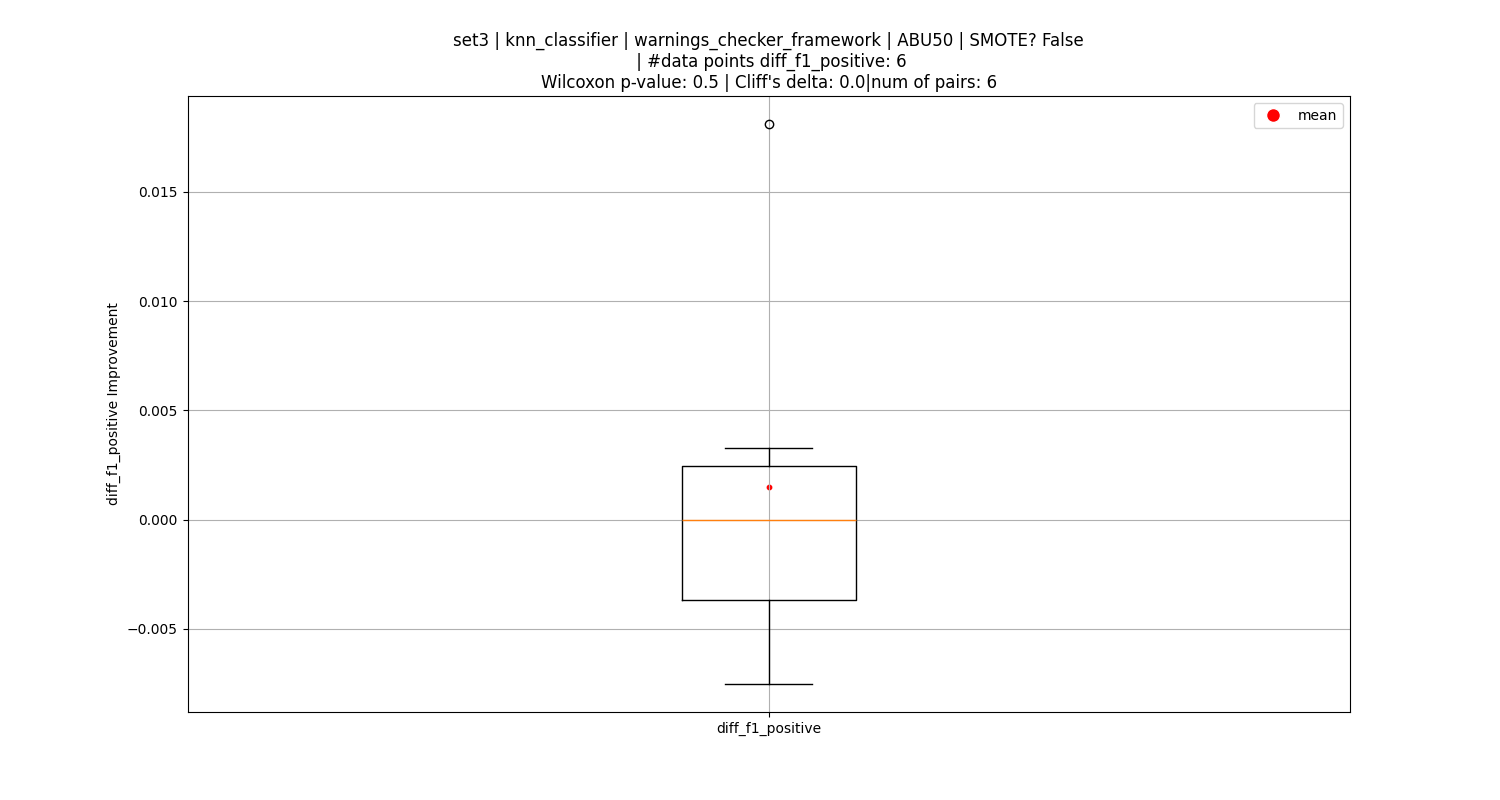 set3 | knn_classifier | warnings_checker_framework | ABU50 | SMOTE? False
| #data points diff_f1_positive: 6
Wilcoxon p-value: 0.5 | Cliff's delta: 0.0|num of pairs: 6
mean
0.015
0.010
0.005
0.000
−0.005
diff_f1_positive Improvement
diff_f1_positive